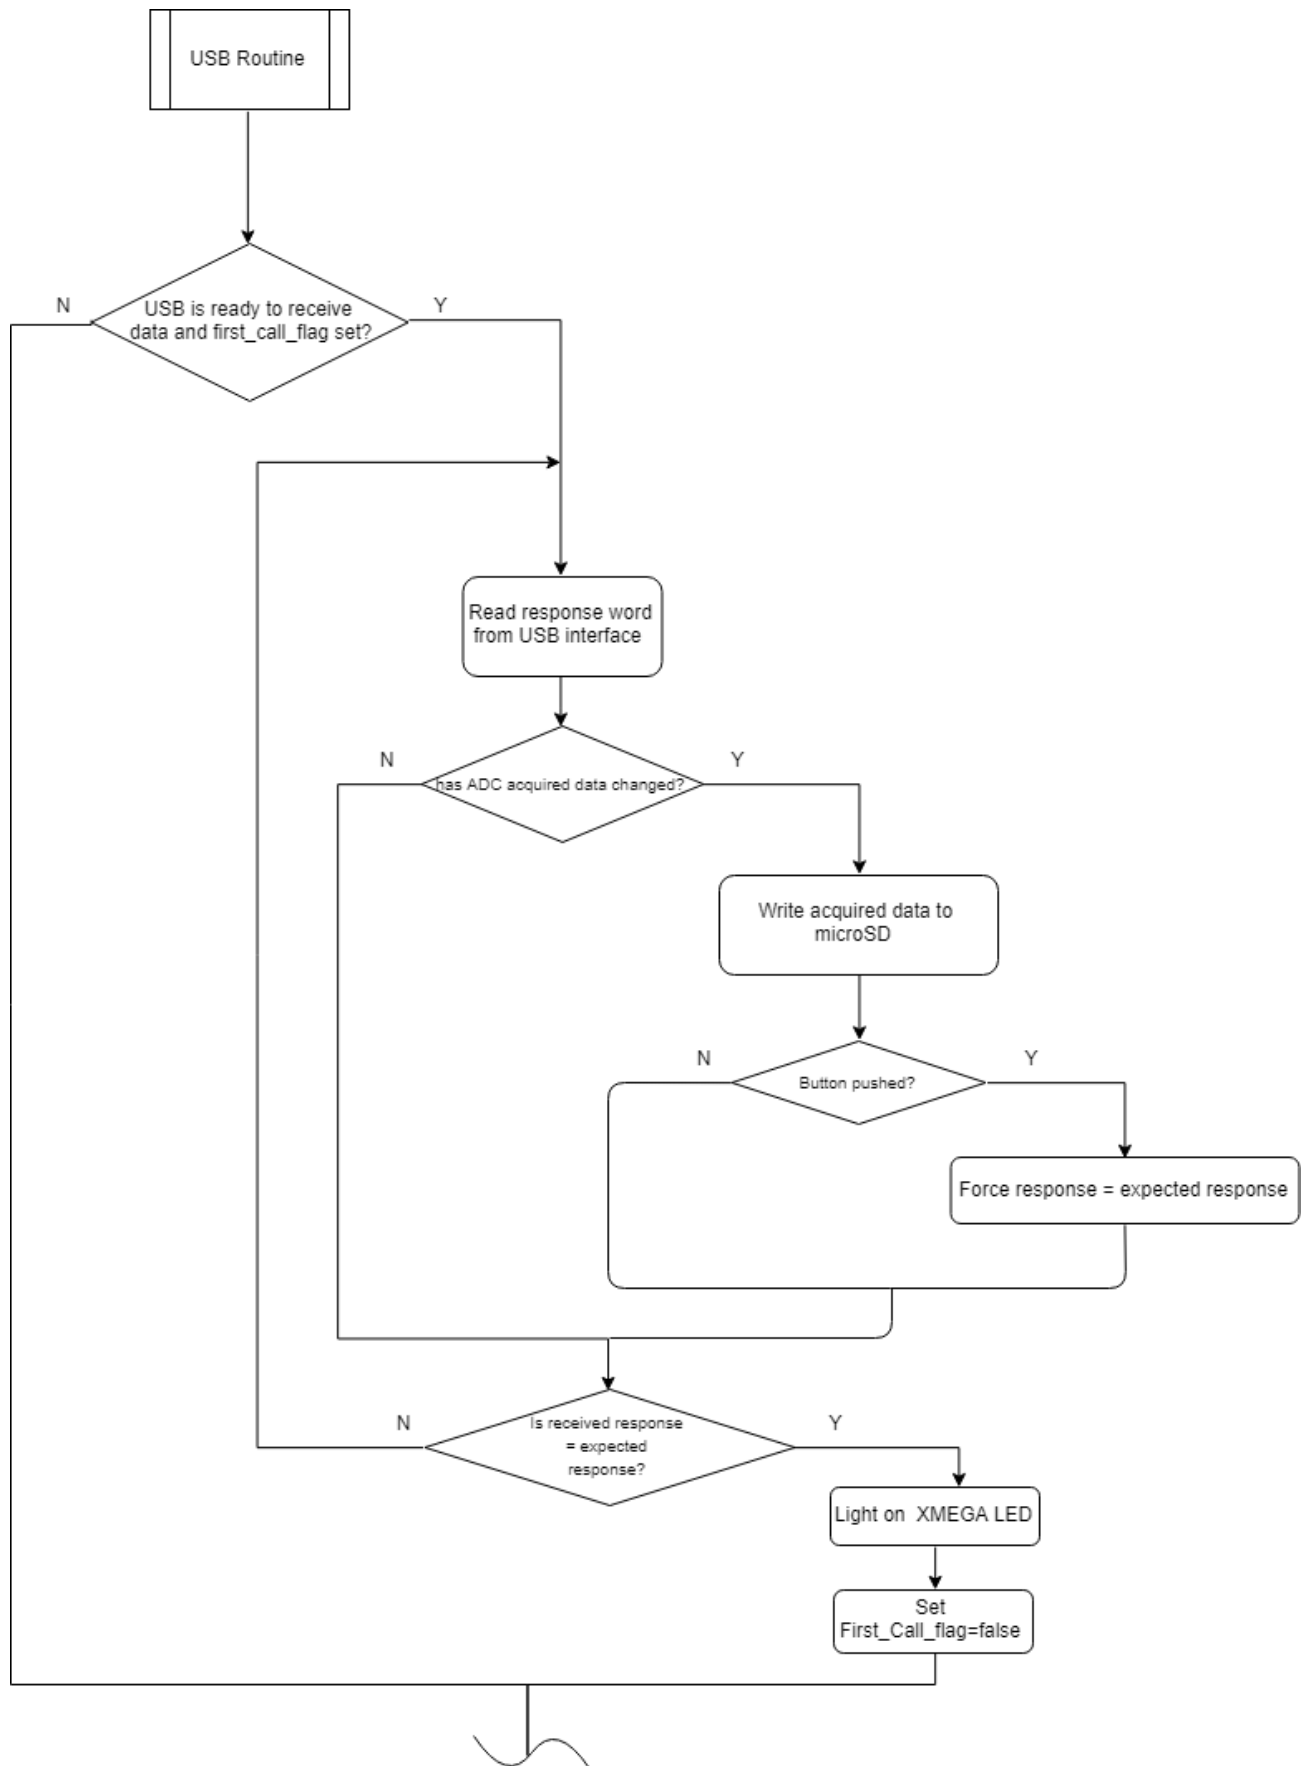 USB Routine
N
Y
USB is ready to receive
data and first_call_flag set?
Read response word
from USB interface
N
Y
has ADC acquired data changed?
Write acquired data to
microSD
N
Y
Button pushed?
Force response = expected response
N
Y
Is received response
= expected
response?
Light on  XMEGA LED
Set
First_Call_flag=false